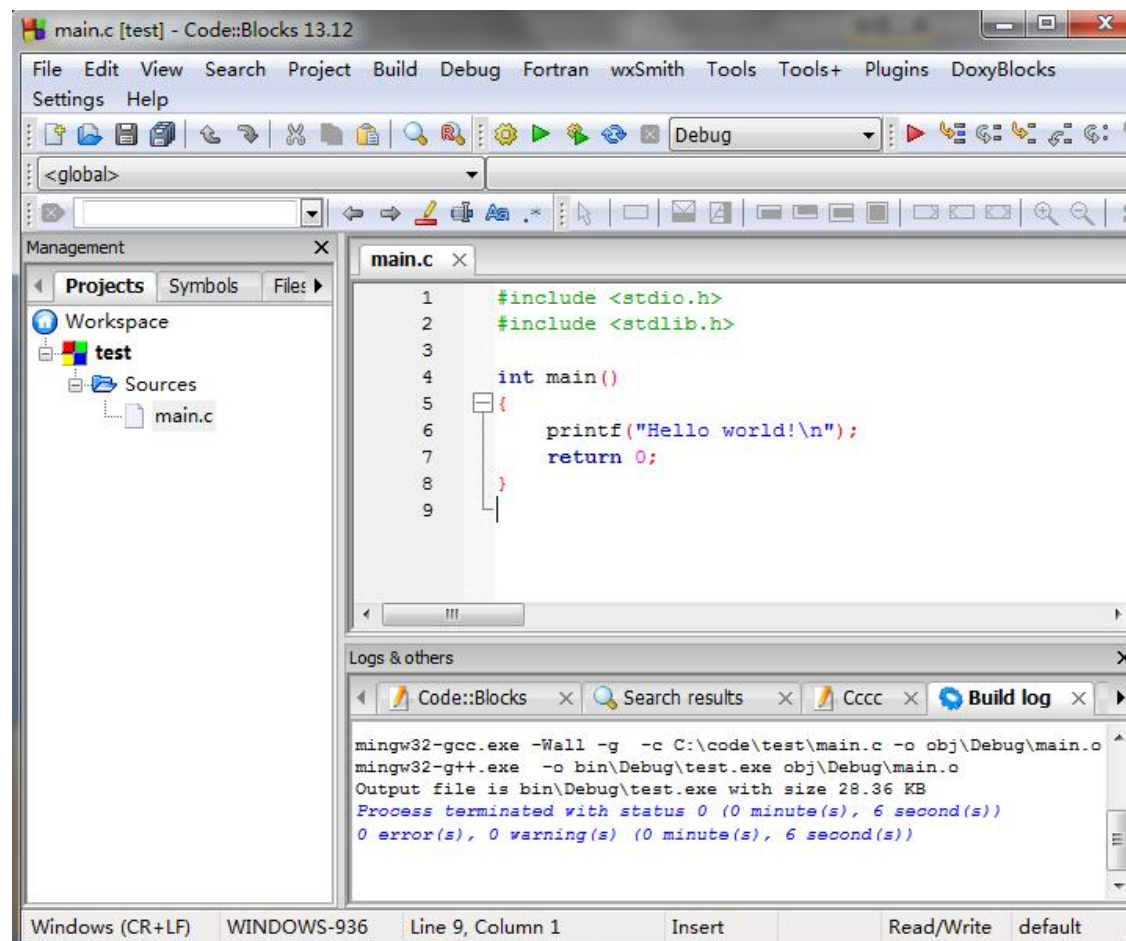 main.c [test] - Code::Blocks 13.12
File Edit View Search Project Build Debug Fortran wxSmith Tools Tools+ Plugins DoxyBlocks
Settings Help
Debug
<global>
Management
main.c
Projects Symbols Files
Workspace
test
Sources
main.c
1 #include <stdio.h>
2 #include <stdlib.h>
3
4 int main()
5 {
6 printf("Hello world!\n");
7 return 0;
8 }
9
Logs & others
Code::Blocks Search results Cccc Build log
mingw32-gcc.exe -Wall -g -c C:\code\test\main.c -o obj\Debug\main.o
mingw32-g++.exe -o bin\Debug\test.exe obj\Debug\main.o
Output file is bin\Debug\test.exe with size 28.36 KB
Process terminated with status 0 (0 minute(s), 6 second(s))
0 error(s), 0 warning(s) (0 minute(s), 6 second(s))
Windows (CR+LF) WINDOWS-936 Line 9, Column 1 Insert Read/Write default